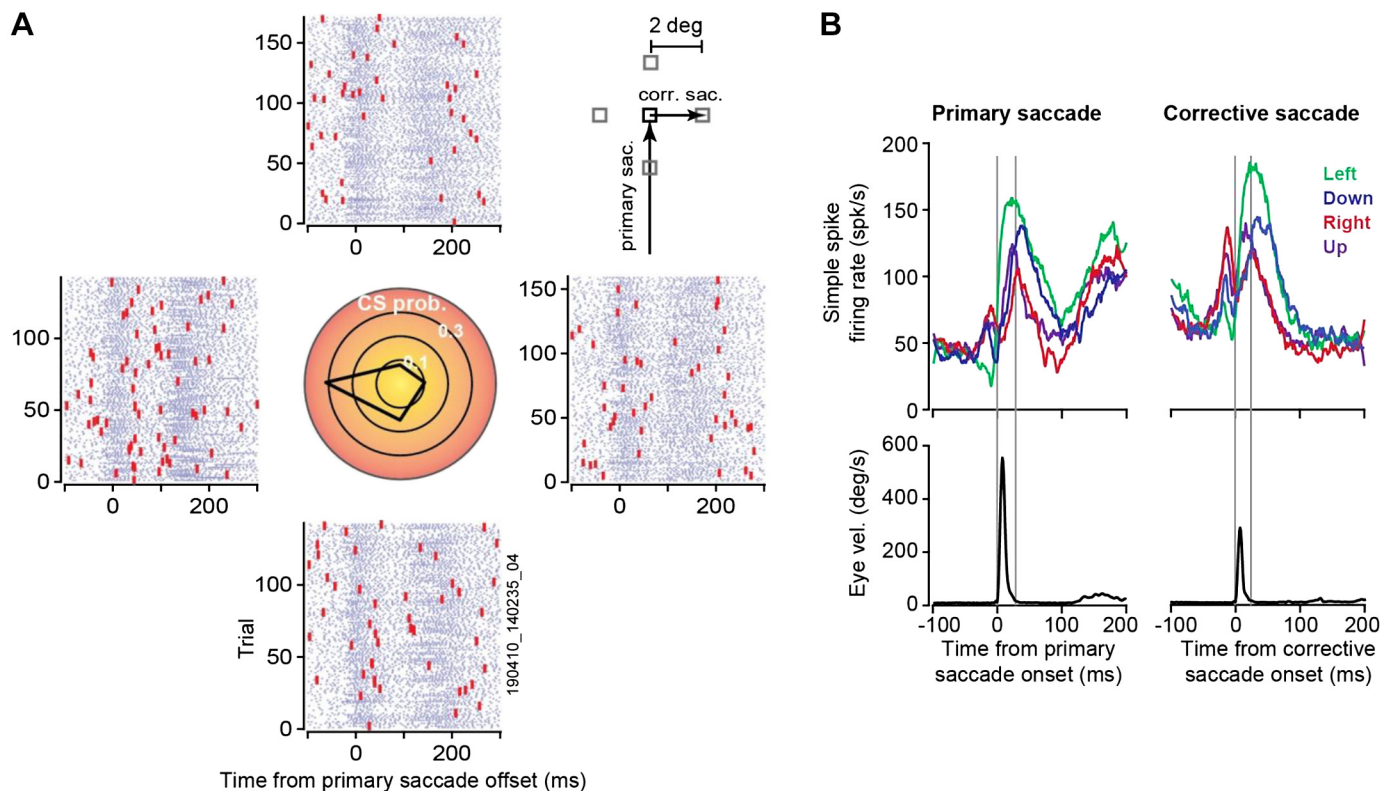 A
150
100
50
0
0
200
2 deg
corr. sac.
primary sac.
100
50
0
0
200
CS prob.
0.3
0.1
150
100
50
0
0
200
Trial
100
50
0
0
200
190410_140235_04
Time from primary saccade offset (ms)
B
Primary saccade
Corrective saccade
Simple spike
firing rate (spk/s)
200
150
100
50
0
Left
Down
Right
Up
Eye vel. (deg/s)
600
400
200
0
-100
0
100
200
-100
0
100
200
Time from primary
saccade onset (ms)
Time from corrective
saccade onset (ms)